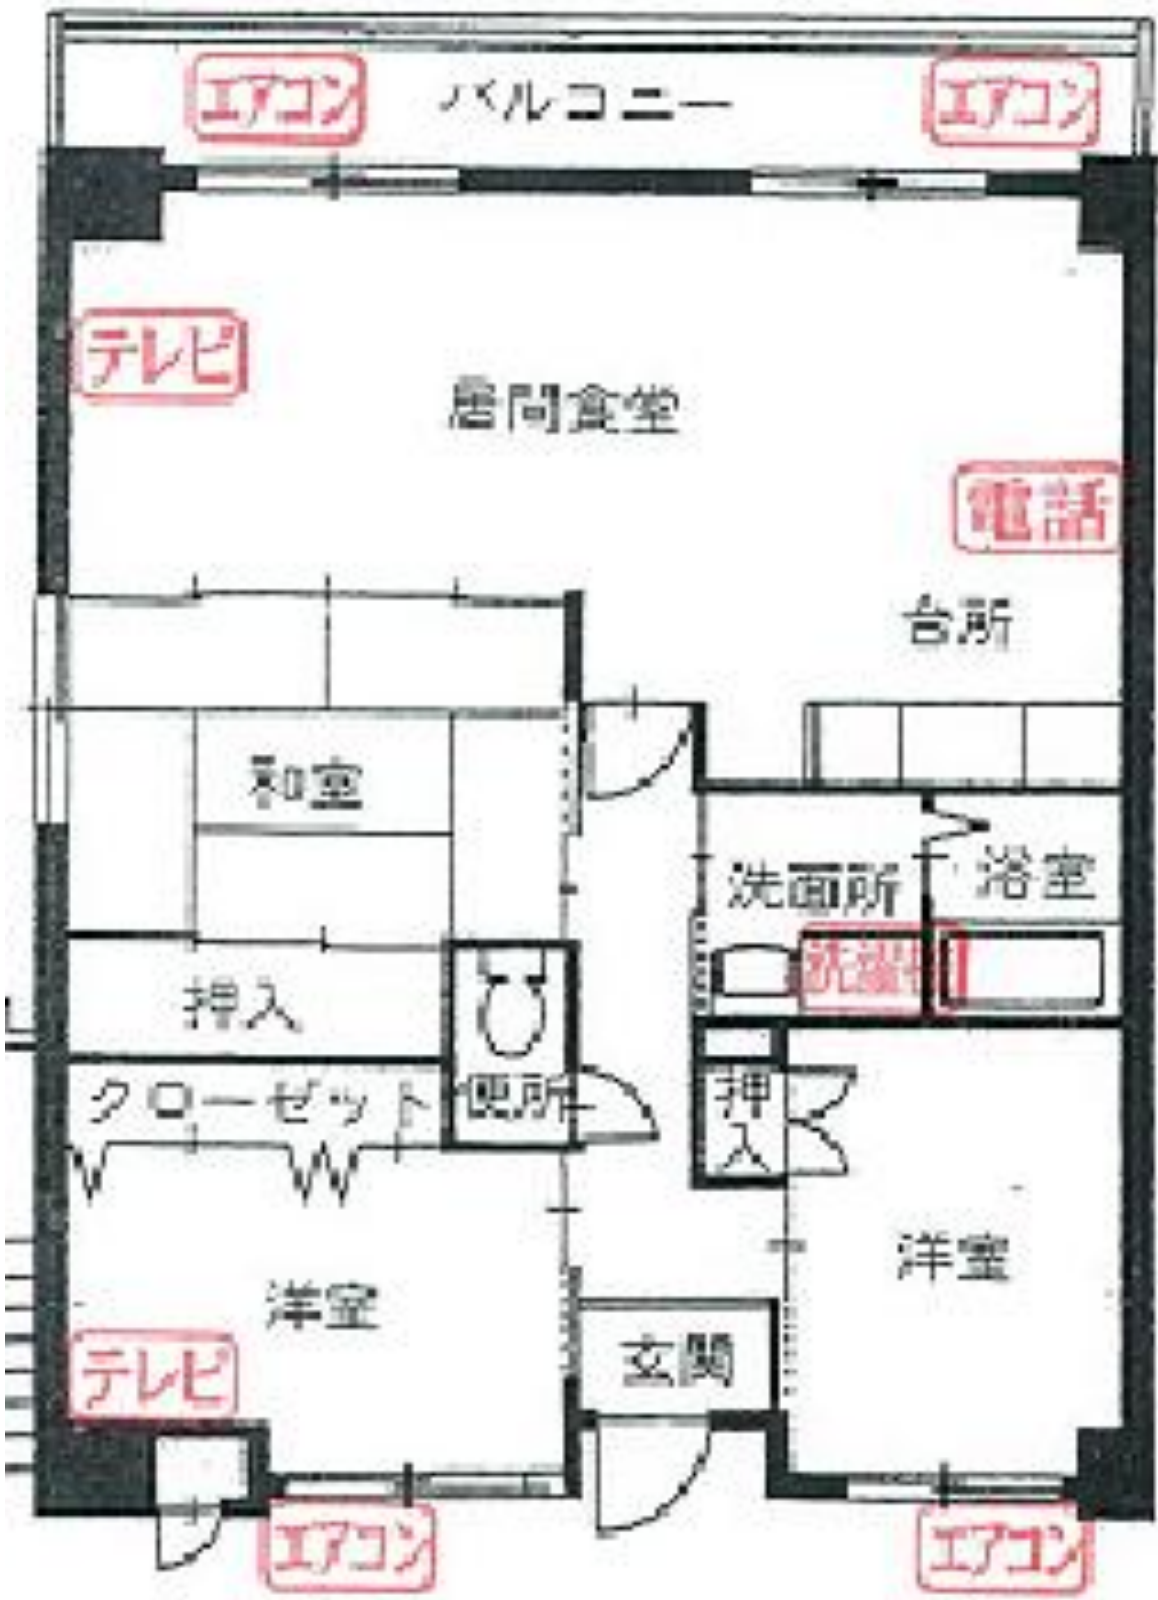 エアコン
バルコニー
エアコン
テレビ
居間食堂
電話
台所
和室
洗面所
浴室
洗濯機
押入
クローゼット
便所
押入
洋室
洋室
玄関
テレビ
エアコン
エアコン